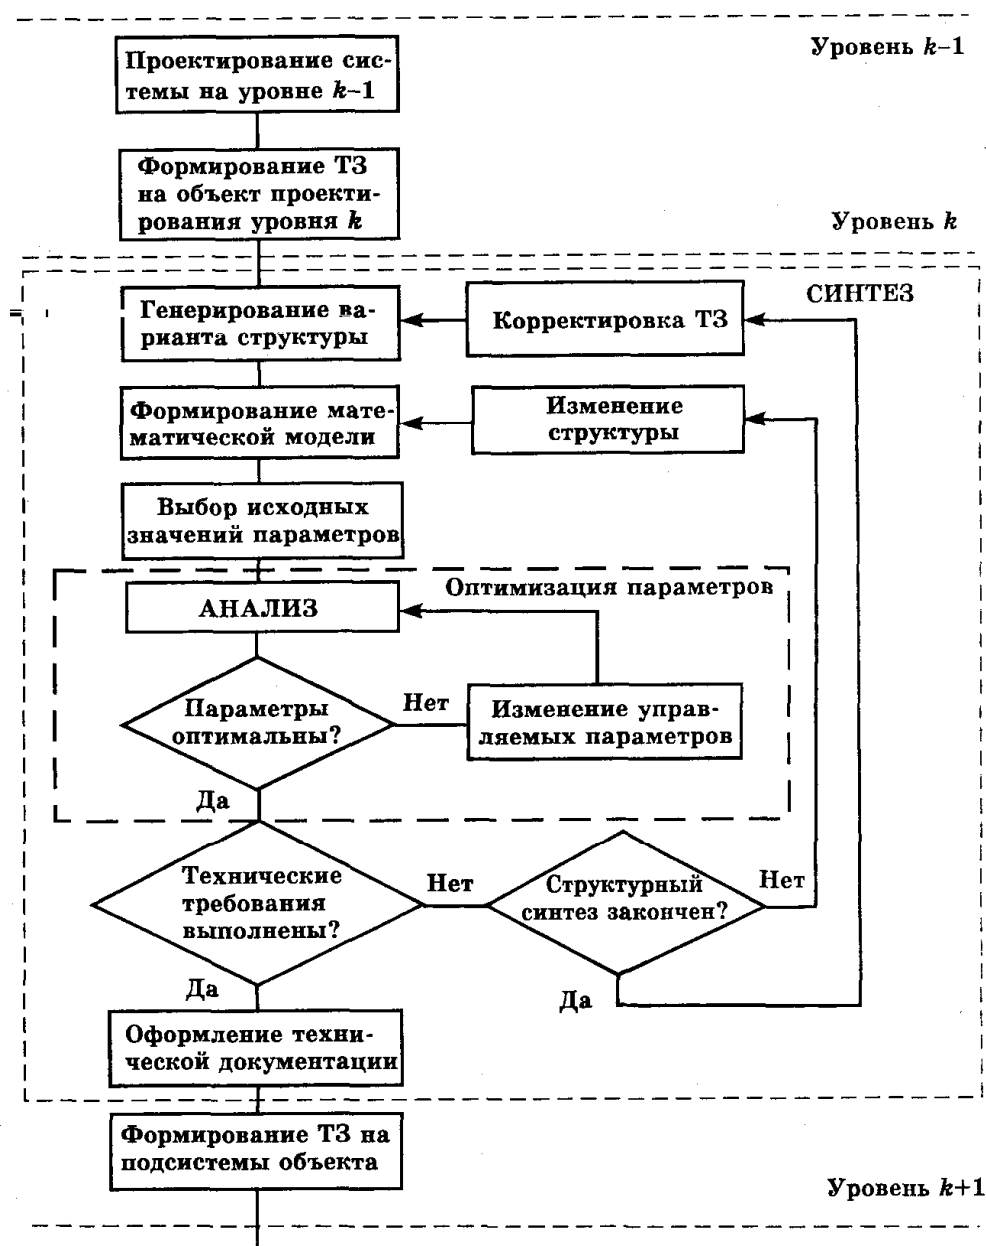 Уровень k–1
Проектирование сис-
темы на уровне k–1
Формирование ТЗ
на объект проекти-
рования уровня k
Уровень k
СИНТЕЗ
Генерирование ва-
рианта структуры
Корректировка ТЗ
Формирование мате-
матической модели
Изменение
структуры
Выбор исходных
значений параметров
Оптимизация параметров
АНАЛИЗ
Параметры
оптимальны?
Нет
Изменение управ-
ляемых параметров
Да
Технические
требования
выполнены?
Нет
Структурный
синтез закончен?
Нет
Да
Да
Оформление техни-
ческой документации
Формирование ТЗ на
подсистемы объекта
Уровень k+1